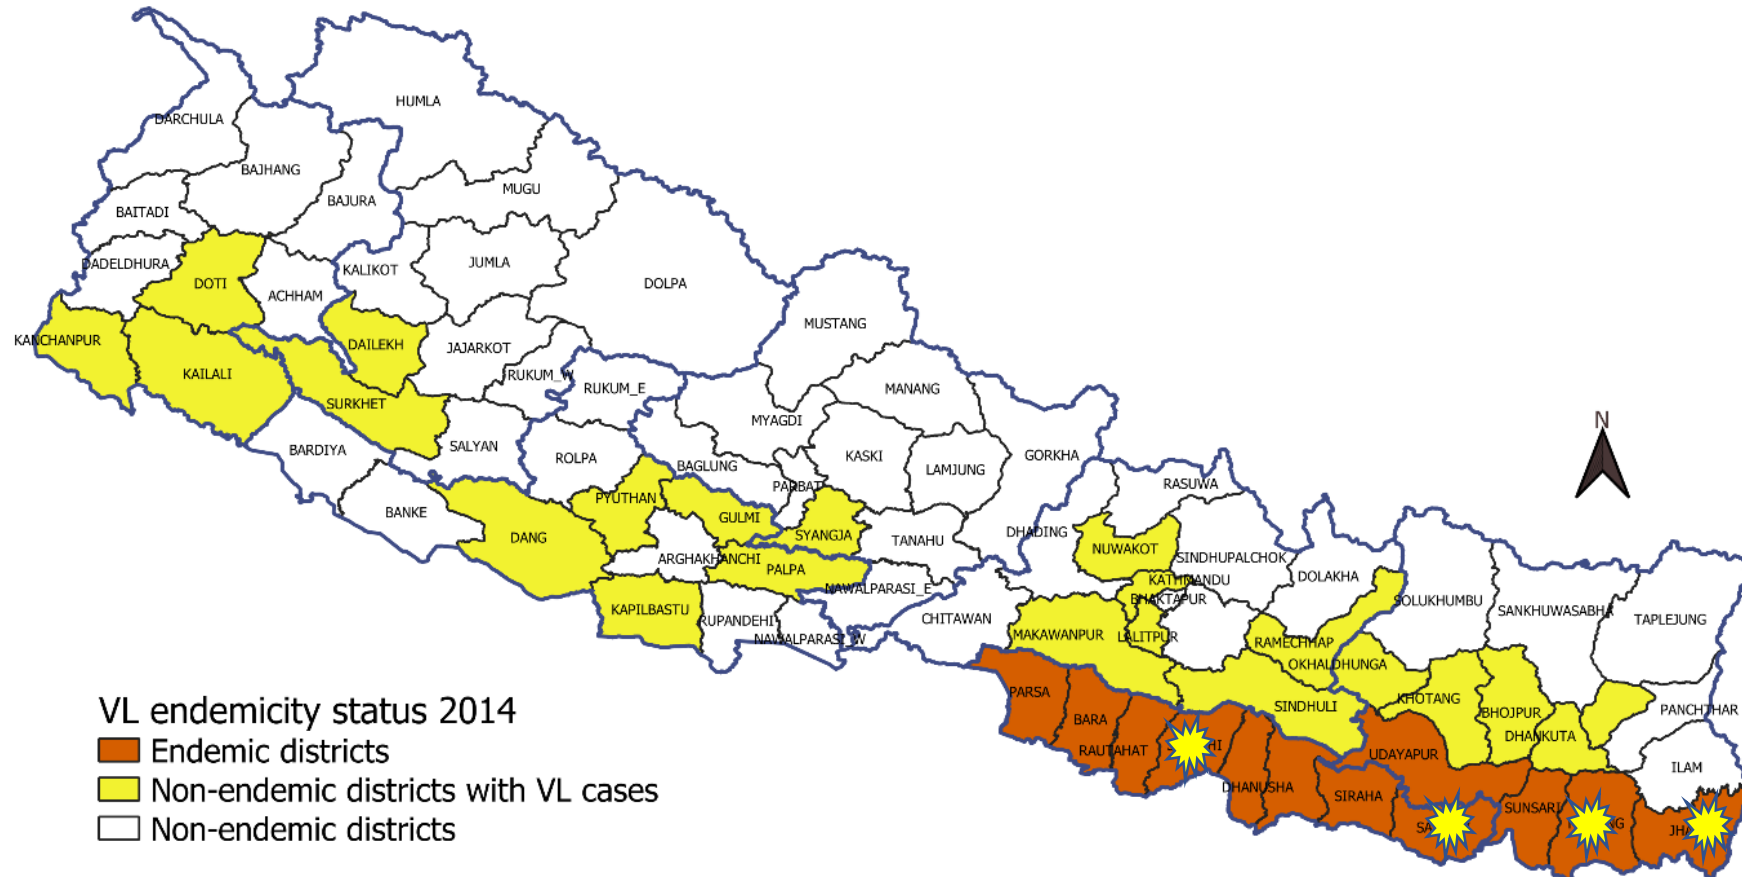 HUMLA
DARCHULA
BAJHANG
MUGU
BAJURA
BAITADI
DADELDHURA
KALIKOT
JUMLA
DOTI
ACHHAM
DOLPA
MUSTANG
KANCHANPUR
DAILEKH
JAJARKOT
KAILALI
RUKUM_W
RUKUM_E
MANANG
SURKHET
MYAGDI
BARDIYA
SALYAN
ROLPA
BAGLUNG
KASKI
LAMJUNG
GORKHA
N
PARBAT
RASUWA
PYUTHAN
BANKE
GULMI
SYANGJA
TANAHU
DHADING
DANG
NUWAKOT
SINDHUPALCHOK
ARGHAKHANCHI
PALPA
KATHMANDU
DOLAKHA
NAWALPARASI_E
BHAKTAPUR
SOLUKHUMBU
SANKHUWASABHA
TAPLEJUNG
KAPILBASTU
RUPANDEHI
CHITAWAN
NAWALPARASI_W
MAKAWANPUR
LALITPUR
RAMECHHAP
OKHALDHUNGA
PARSA
KHOTANG
SINDHULI
BHOJPUR
PANCHTHAR
BARA
DHANKUTA
RAUTAHAT
UDAYAPUR
ILAM
DHANUSHA
SIRAHA
SUNSARI
VL endemicity status 2014
Endemic districts
Non-endemic districts with VL cases
Non-endemic districts